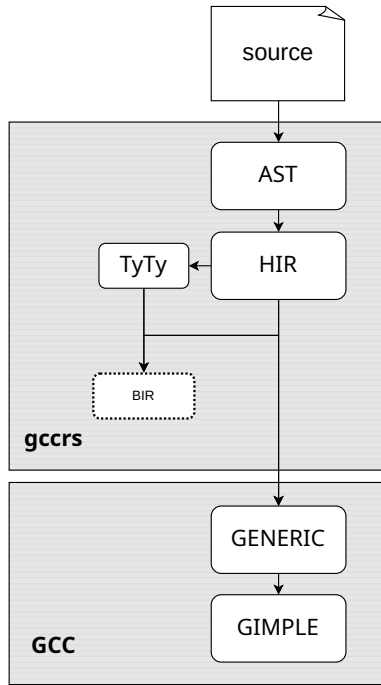 source
AST
TyTy
HIR
BIR
gccrs
GENERIC
GIMPLE
GCC